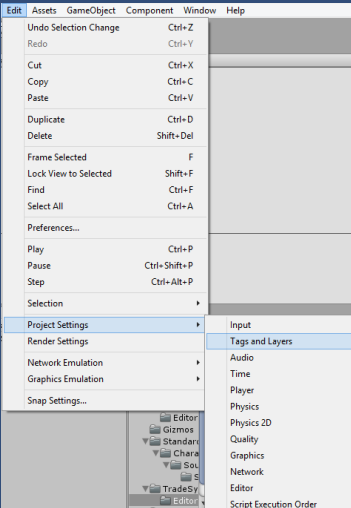 Edit Assets GameObject Component Window Help
Undo Selection Change Ctrl+Z
Redo Ctrl+Y
Cut Ctrl+X
Copy Ctrl+C
Paste Ctrl+V
Duplicate Ctrl+D
Delete Shift+Del
Frame Selected F
Lock View to Selected Shift+F
Find Ctrl+F
Select All Ctrl+A
Preferences...
Play Ctrl+P
Pause Ctrl+Shift+P
Step Ctrl+Alt+P
Selection
Project Settings
Render Settings
Network Emulation
Graphics Emulation
Snap Settings...
Input
Tags and Layers
Audio
Time
Player
Physics
Physics 2D
Quality
Graphics
Network
Editor
Script Execution Order
Editor
Gizmos
Standar
Chara
Sou
S
TradeSy
Editor